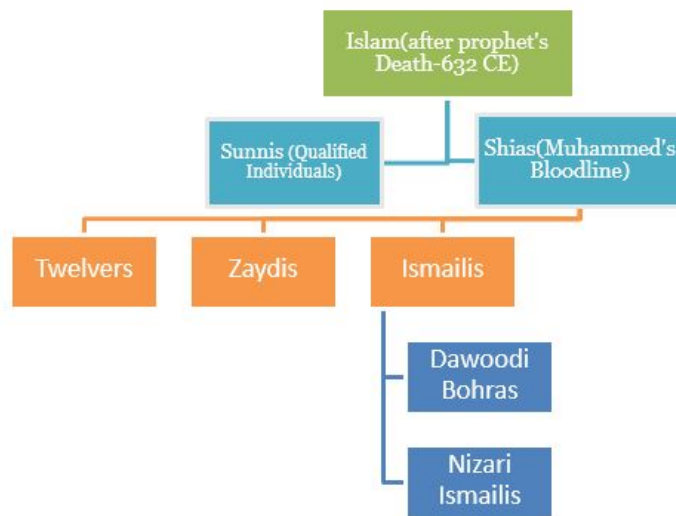 Islam(after prophet's
Death-632 CE)
Sunnis (Qualified
Individuals)
Shias(Muhammed's
Bloodline)
Twelvers
Zaydis
Ismailis
Dawoodi
Bohras
Nizari
Ismailis